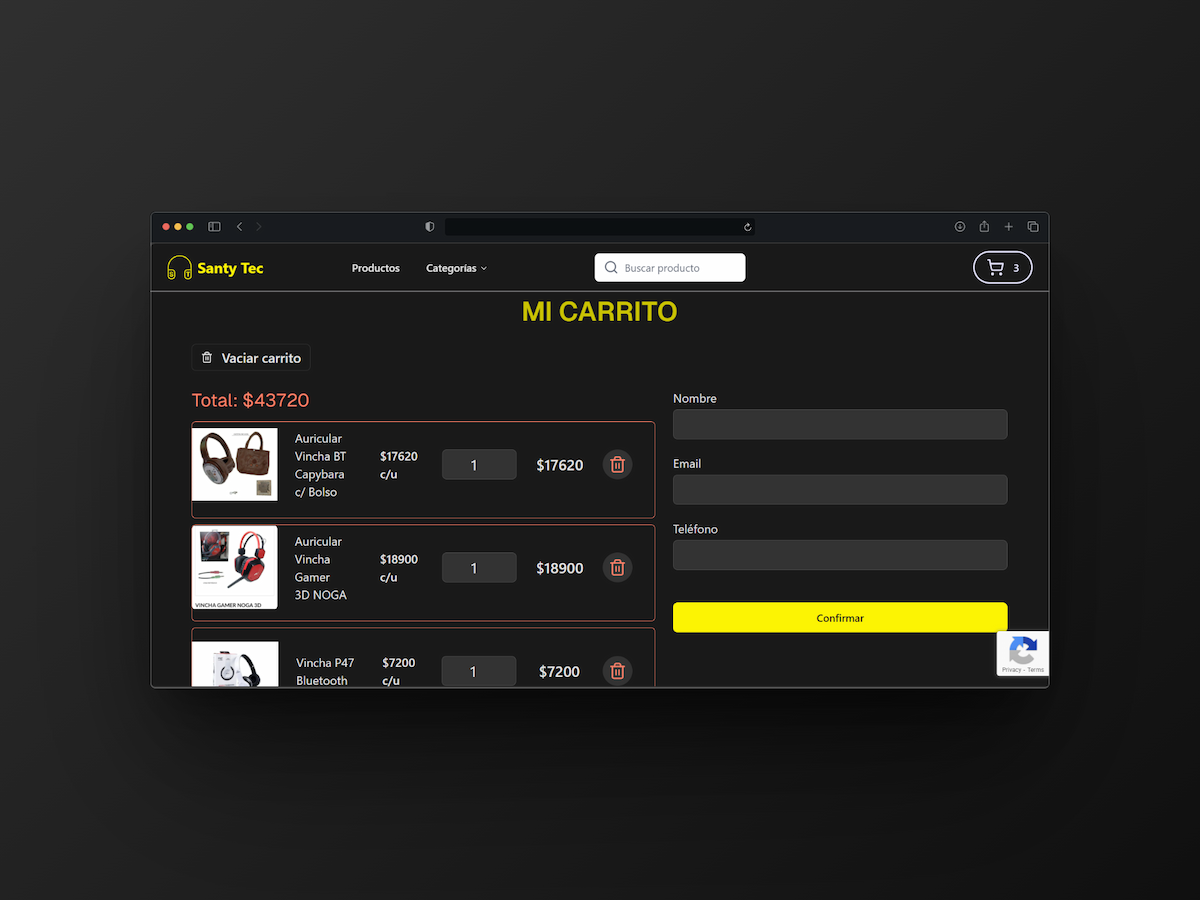 Santy Tec
Productos
Categorías
Buscar producto
3
MI CARRITO
Vaciar carrito
Total: $43720
Auricular
Vincha BT
Capybara
c/ Bolso
$17620
c/u
1
$17620
Auricular
Vincha
Gamer
3D NOGA
$18900
c/u
1
$18900
VINCHA GAMER NOGA 3D
Vincha P47
Bluetooth
$7200
c/u
1
$7200
Nombre
Email
Teléfono
Confirmar
Privacy - Terms